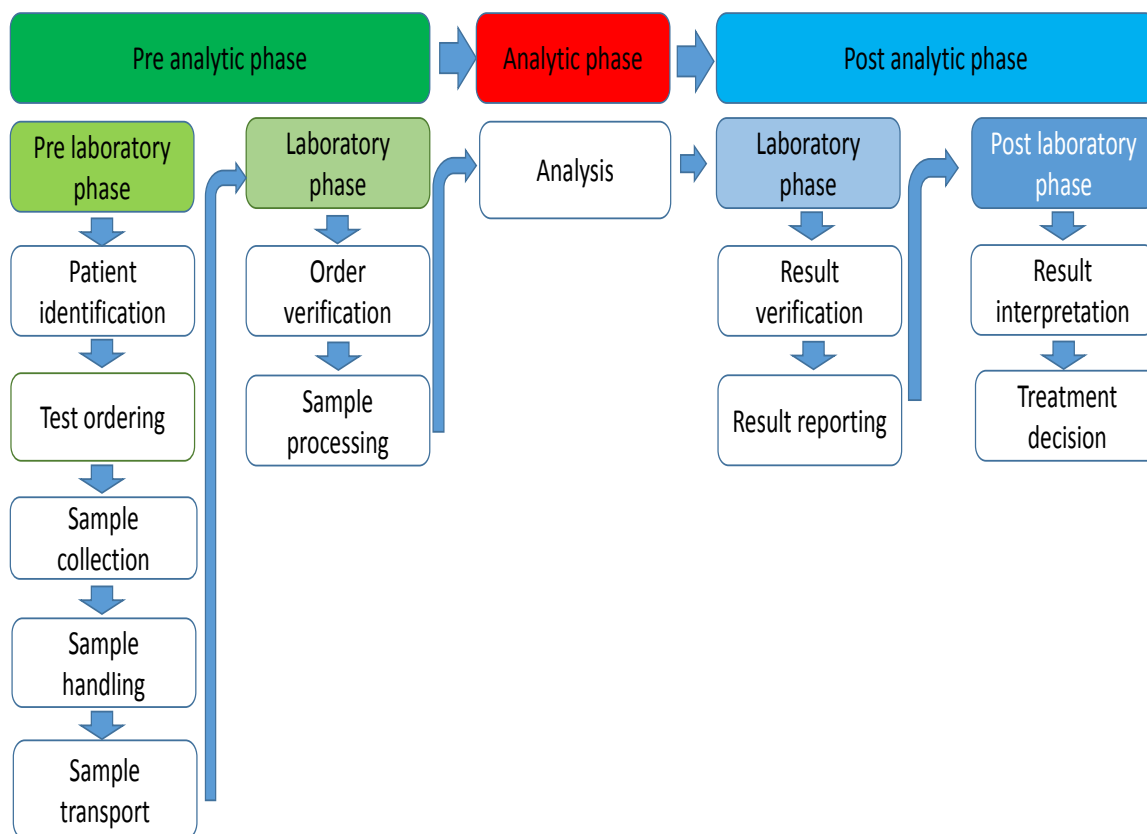 Pre analytic phase
Analytic phase
Post analytic phase
Pre laboratory
phase
Patient
identification
Test ordering
Sample
collection
Sample
handling
Sample
transport
Laboratory
phase
Order
verification
Sample
processing
Analysis
Laboratory
phase
Result
verification
Result reporting
Post laboratory
phase
Result
interpretation
Treatment
decision